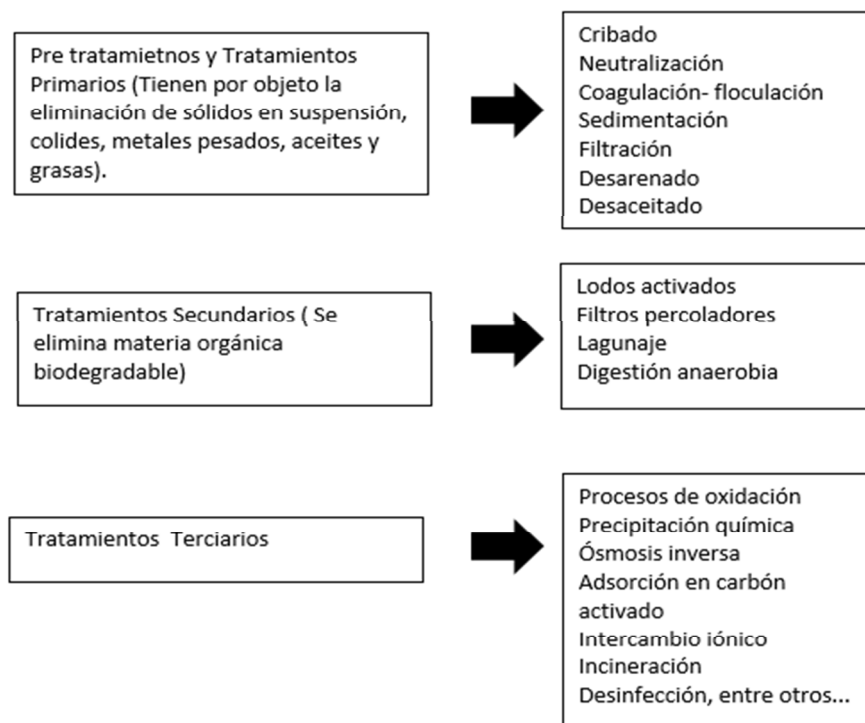 Pre tratamietnos y Tratamientos
Primarios (Tienen por objeto la
eliminación de sólidos en suspensión,
colides, metales pesados, aceites y
grasas).
Cribado
Neutralización
Coagulación- floculación
Sedimentación
Filtración
Desarenado
Desaceitado
Tratamientos Secundarios ( Se
elimina materia orgánica
biodegradable)
Lodos activados
Filtros percoladores
Lagunaje
Digestión anaerobia
Tratamientos Terciarios
Procesos de oxidación
Precipitación química
Ósmosis inversa
Adsorción en carbón
activado
Intercambio iónico
Incineración
Desinfección, entre otros...